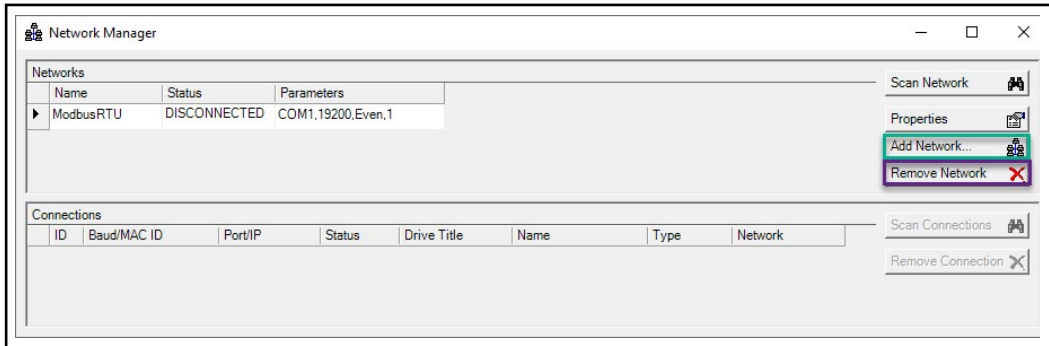 Network Manager
Networks
Name Status Parameters
ModbusRTU DISCONNECTED COM1,19200,Even,1
Scan Network
Properties
Add Network...
Remove Network
Connections
ID Baud/MAC ID Port/IP Status Drive Title Name Type Network
Scan Connections
Remove Connection